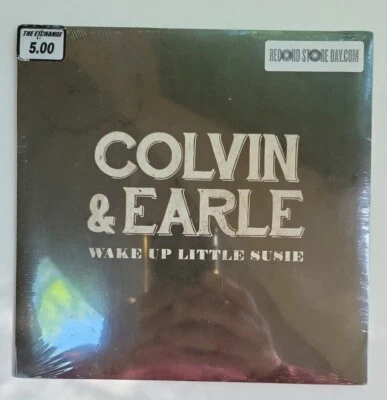 THE EXCHANGE
5.00
RECORD STORE DAY.COM
COLVIN
& EARLE
WAKE UP LITTLE SUSIE